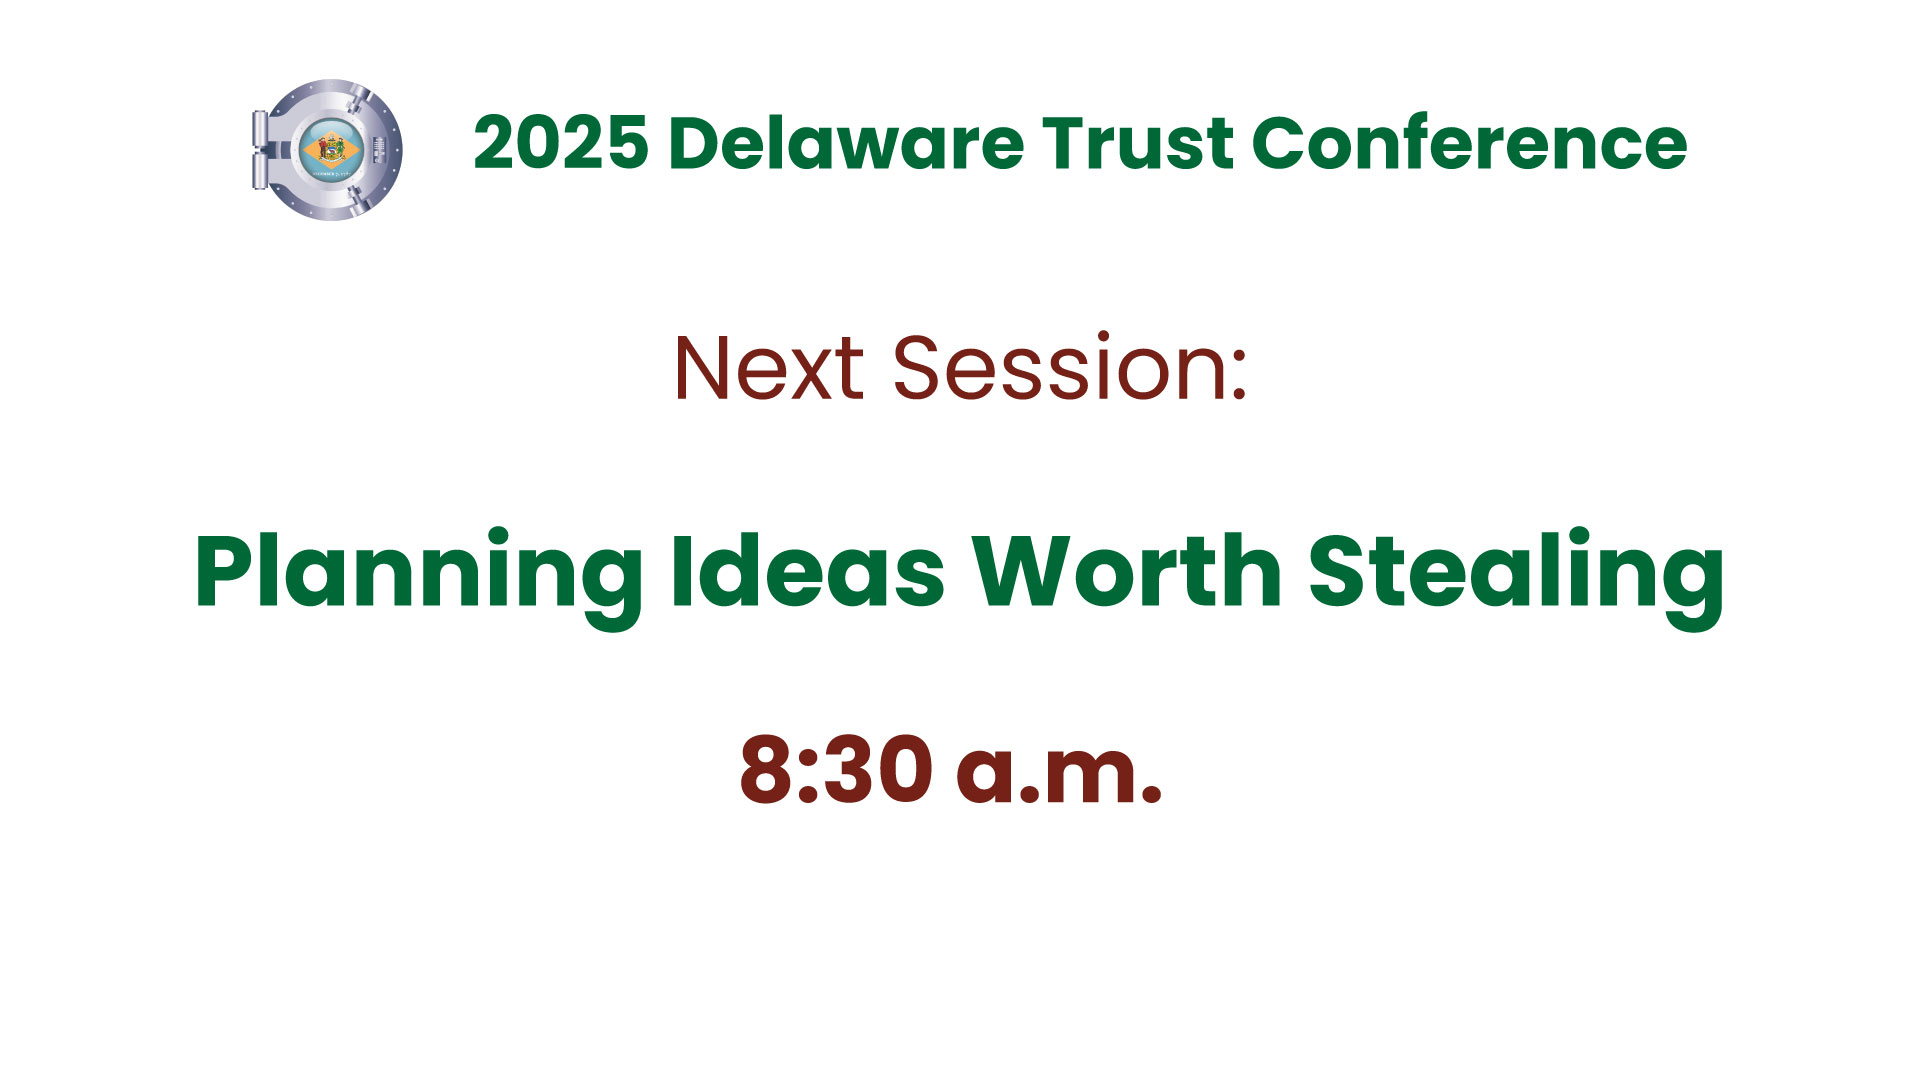 2025 Delaware Trust Conference
Next Session:
Planning Ideas Worth Stealing
8:30 a.m.